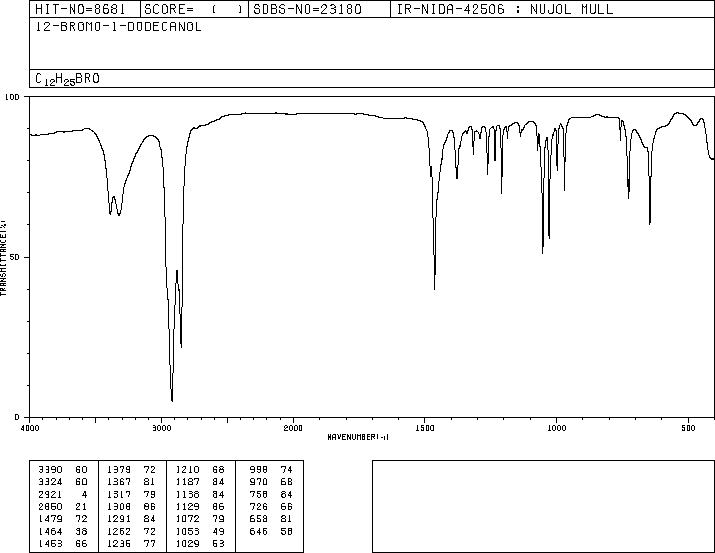 HIT-NO=8681 SCORE= ( ) SDBS-NO=23180 IR-NIDA-42506 : NUJOL MULL
12-BROMO-1-DODECANOL
C12H25BRO
100
50
0
TRANSMITTANCE(%)
4000 3000 2000 1500 1000 500
WAVENUMBER(-1)
3390 60 1379 72 1210 68 998 74
3324 60 1367 81 1187 84 970 68
2921 4 1317 79 1138 84 758 84
2850 21 1308 86 1129 86 726 66
1479 72 1291 84 1072 79 658 81
1464 38 1262 72 1053 49 646 58
1463 66 1236 77 1029 53